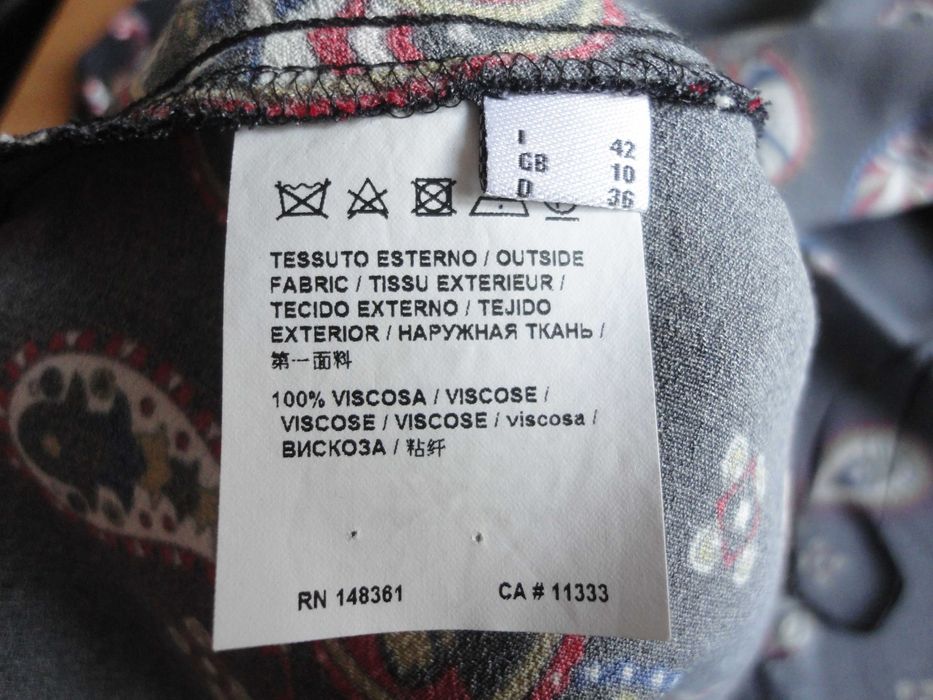 I 42
GB 10
D 36
TESSUTO ESTERNO / OUTSIDE
FABRIC / TISSU EXTERIEUR /
TECIDO EXTERNO / TEJIDO
EXTERIOR / НАРУЖНАЯ ТКАНЬ /
第一面料
100% VISCOSA / VISCOSE /
VISCOSE / VISCOSE / viscosa /
ВИСКОЗА / 粘纤
RN 148361 CA # 11333